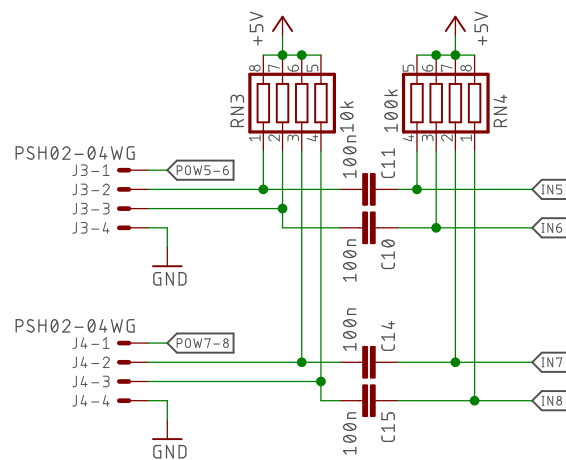 +5V
+5V
8 7 6 5
5 6 7 8
RN3
10k
100k
RN4
1 2 3 4
4 3 2 1
PSH02-04WG
J3-1
POW5-6
J3-2
J3-3
J3-4
GND
100n
C11
IN5
100n
C10
IN6
PSH02-04WG
J4-1
POW7-8
J4-2
J4-3
J4-4
GND
100n
C14
IN7
100n
C15
IN8